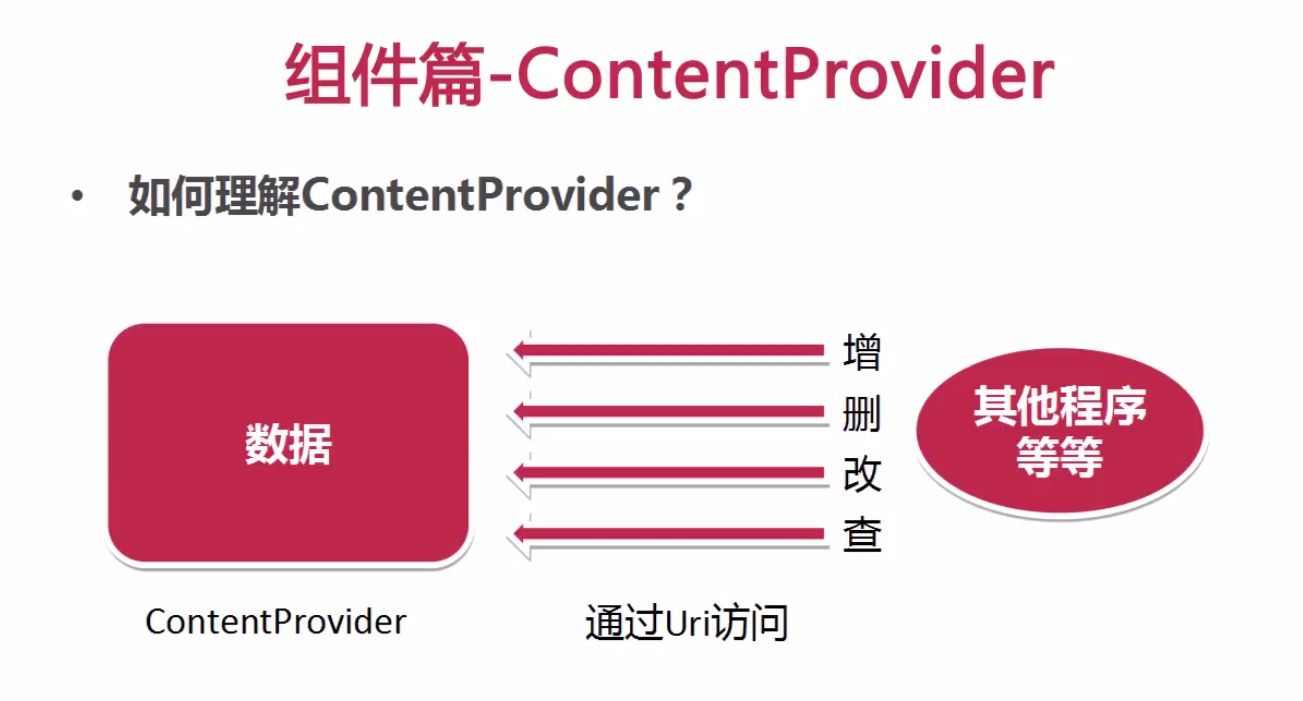 组件篇-ContentProvider
• 如何理解ContentProvider？
数据
增
删
改
查
其他程序
等等
ContentProvider
通过Uri访问